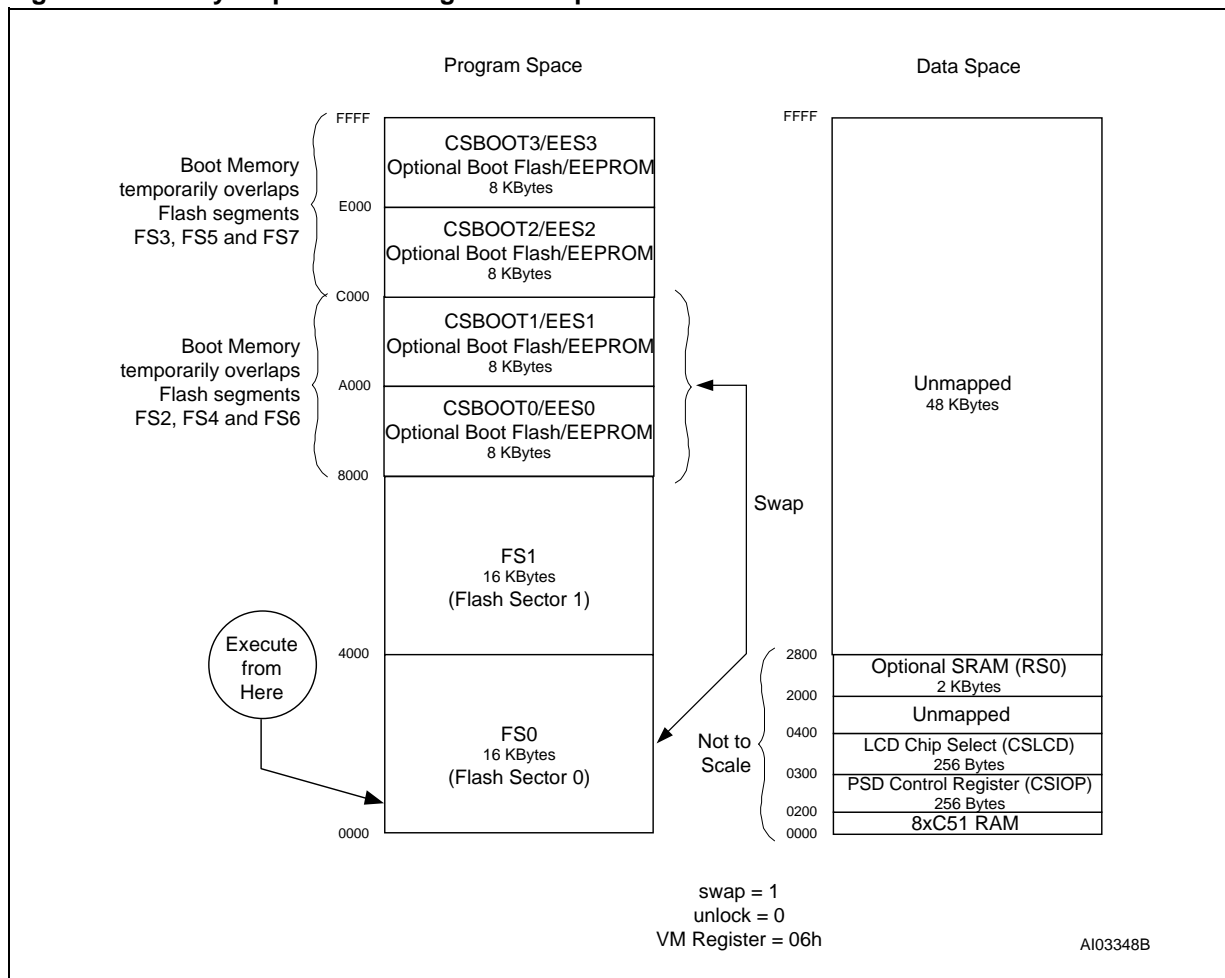 Program Space
Data Space
FFFF
CSBOOT3/EES3
Optional Boot Flash/EEPROM
8 KBytes
E000
CSBOOT2/EES2
Optional Boot Flash/EEPROM
8 KBytes
C000
CSBOOT1/EES1
Optional Boot Flash/EEPROM
8 KBytes
A000
CSBOOT0/EES0
Optional Boot Flash/EEPROM
8 KBytes
8000
FS1
16 KBytes
(Flash Sector 1)
4000
FS0
16 KBytes
(Flash Sector 0)
0000
Boot Memory
temporarily overlaps
Flash segments
FS3, FS5 and FS7
Boot Memory
temporarily overlaps
Flash segments
FS2, FS4 and FS6
Execute
from
Here
Swap
FFFF
Unmapped
48 KBytes
2800
Optional SRAM (RS0)
2 KBytes
2000
Unmapped
0400
LCD Chip Select (CSLCD)
256 Bytes
0300
PSD Control Register (CSIOP)
256 Bytes
0200
8xC51 RAM
0000
Not to
Scale
swap = 1
unlock = 0
VM Register = 06h
AI03348B